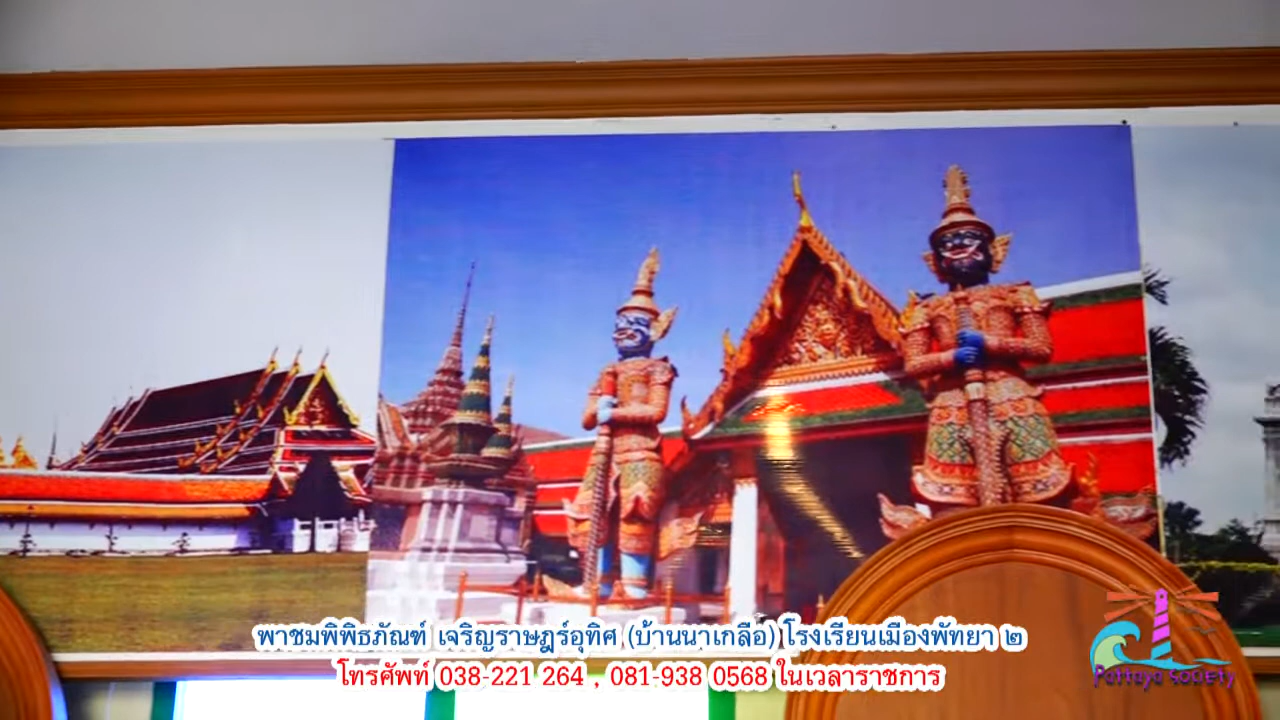 พาชมพิพิธภัณฑ์ เจริญราษฎร์อุทิศ (บ้านนาเกลือ) โรงเรียนเมืองพัทยา ๒
โทรศัพท์ 038-221 264 , 081-938 0568 ในเวลาราชการ
Pattaya Society